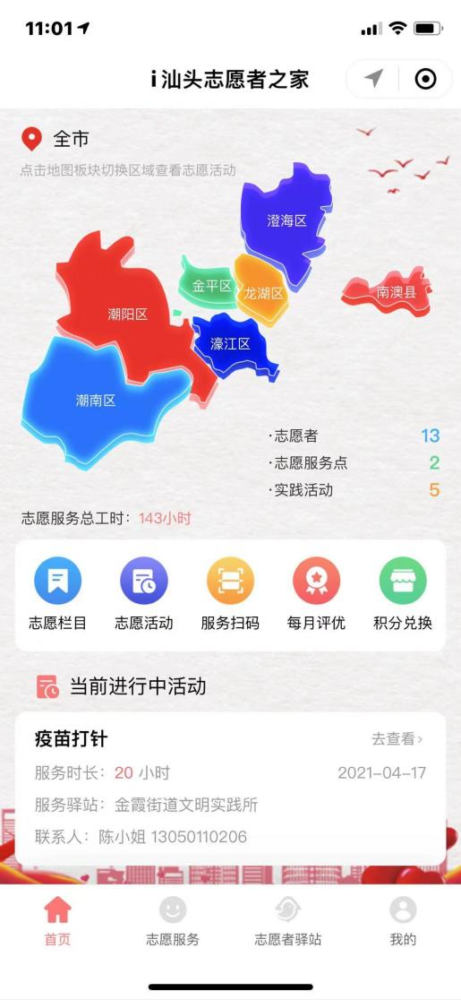 11:01
i汕头志愿者之家
全市
点击地图板块切换区域查看志愿活动
澄海区
金平区
龙湖区
南澳县
潮阳区
濠江区
潮南区
·志愿者 13
·志愿服务点 2
·实践活动 5
志愿服务总工时：143小时
志愿栏目 志愿活动 服务扫码 每月评优 积分兑换
当前进行中活动
疫苗打针 去查看›
服务时长：20 小时 2021-04-17
服务驿站：金霞街道文明实践所
联系人：陈小姐 13050110206
首页 志愿服务 志愿者驿站 我的